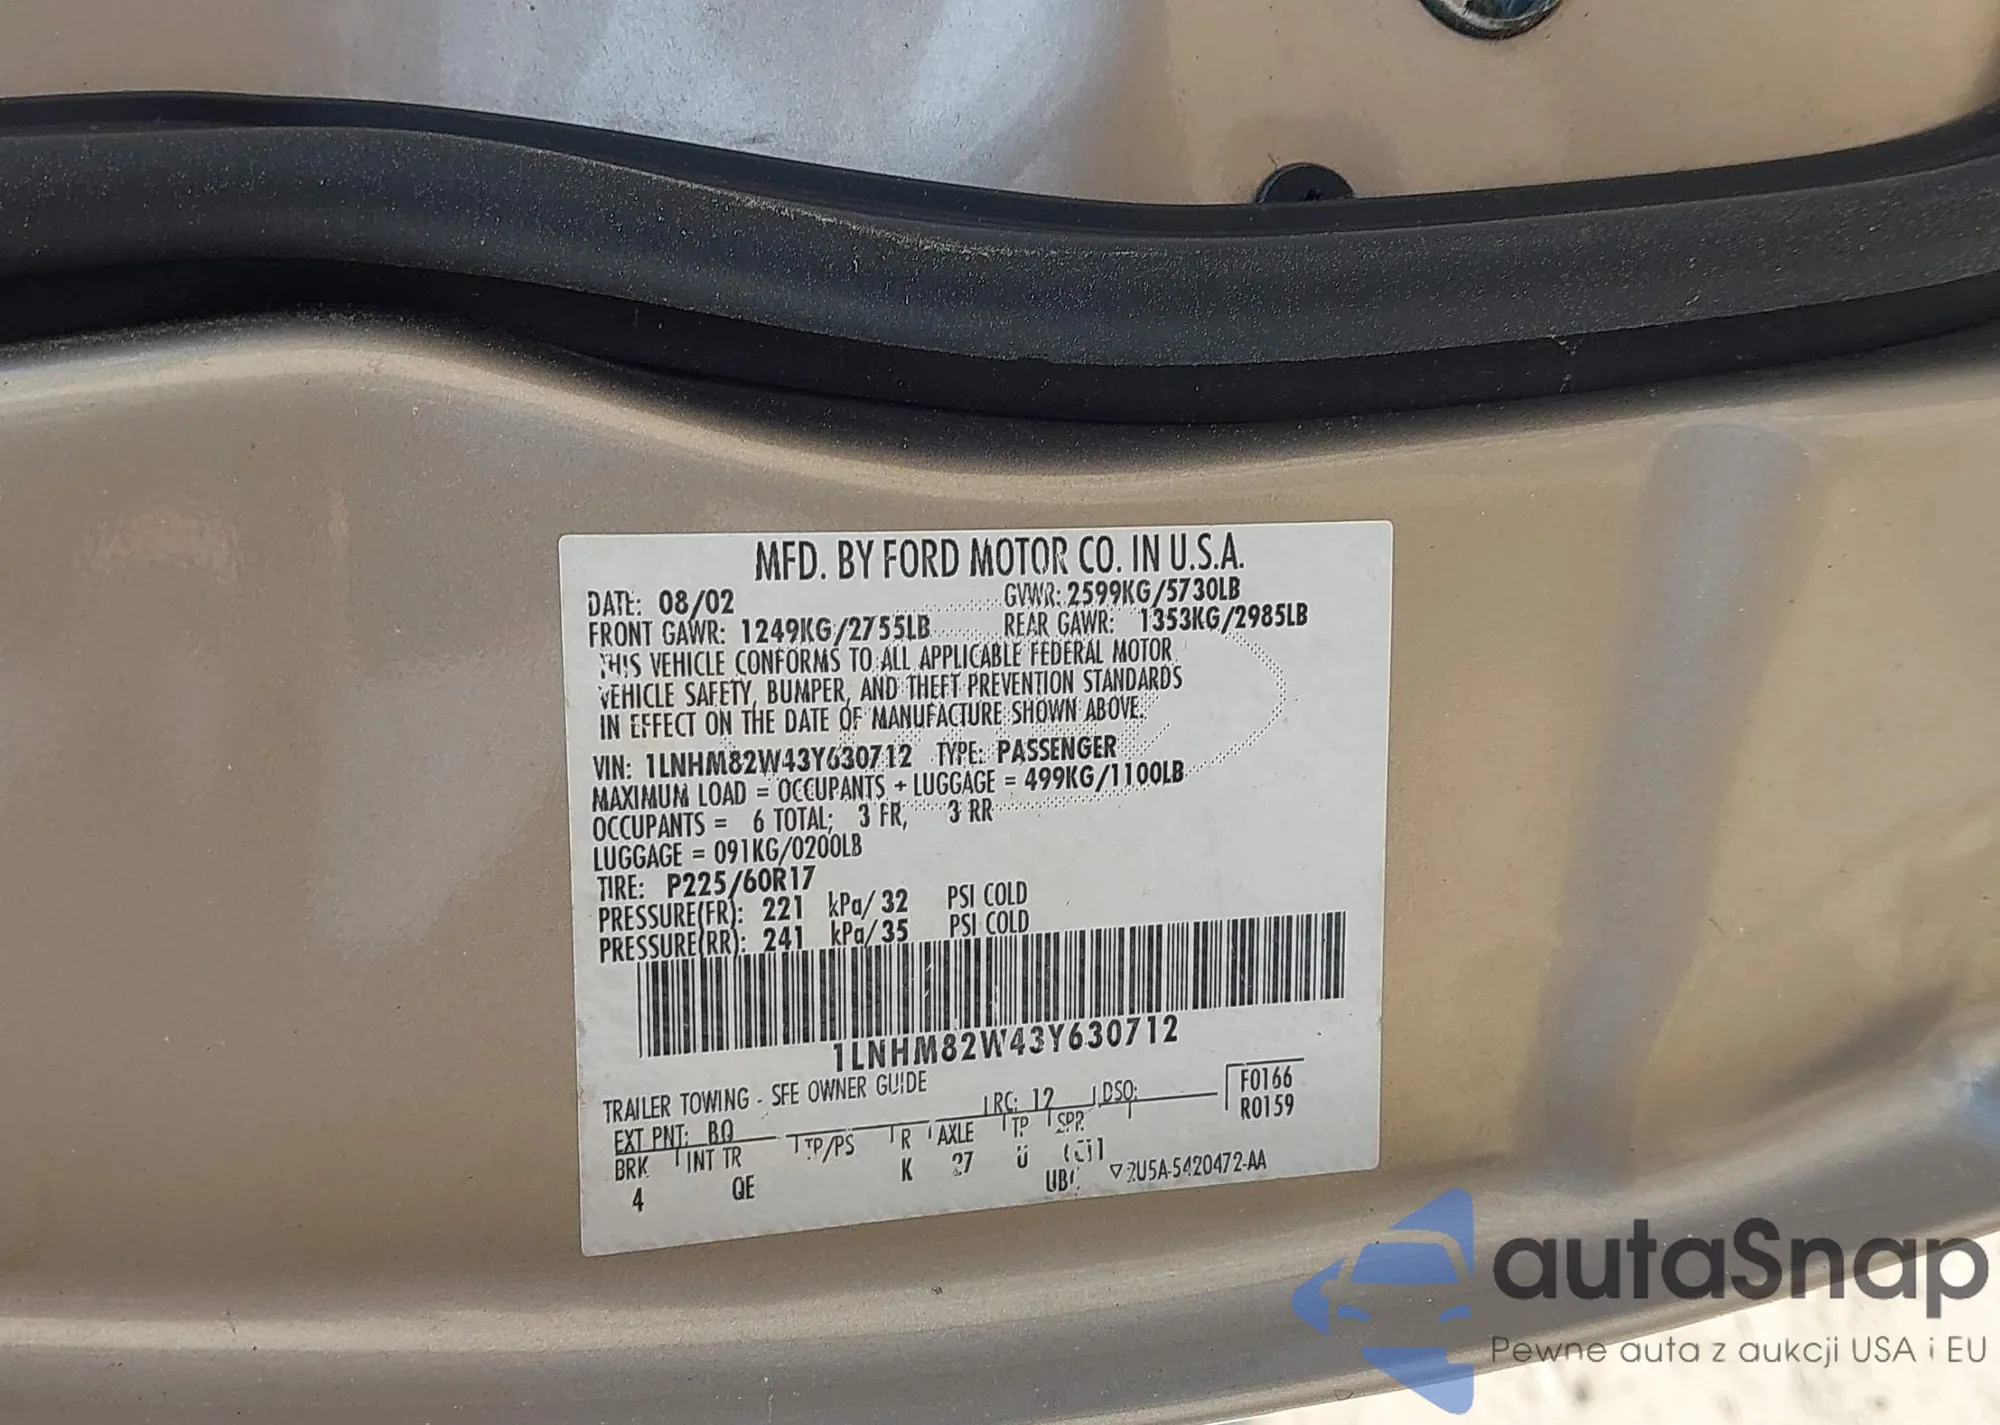 MFD. BY FORD MOTOR CO. IN U.S.A.
DATE: 08/02 GVWR: 2599KG/5730LB
FRONT GAWR: 1249KG/2755LB REAR GAWR: 1353KG/2985LB
THIS VEHICLE CONFORMS TO ALL APPLICABLE FEDERAL MOTOR
VEHICLE SAFETY, BUMPER, AND THEFT PREVENTION STANDARDS
IN EFFECT ON THE DATE OF MANUFACTURE SHOWN ABOVE.
VIN: 1LNHM82W43Y630712 TYPE: PASSENGER
MAXIMUM LOAD = OCCUPANTS + LUGGAGE = 499KG/1100LB
OCCUPANTS = 6 TOTAL; 3 FR, 3 RR
LUGGAGE = 091KG/0200LB
TIRE: P225/60R17
PRESSURE(FR): 221 kPa/ 32 PSI COLD
PRESSURE(RR): 241 kPa/ 35 PSI COLD
1LNHM82W43Y630712
TRAILER TOWING - SEE OWNER GUIDE
EXT PNT: BQ RC: 12 DSO: F0166
R0159
BRK INT TR TP/PS R AXLE TP SPR
4 QE K 27 U
▽2U5A-5420472-AA
autaSnap
Pewne auta z aukcji USA i EU